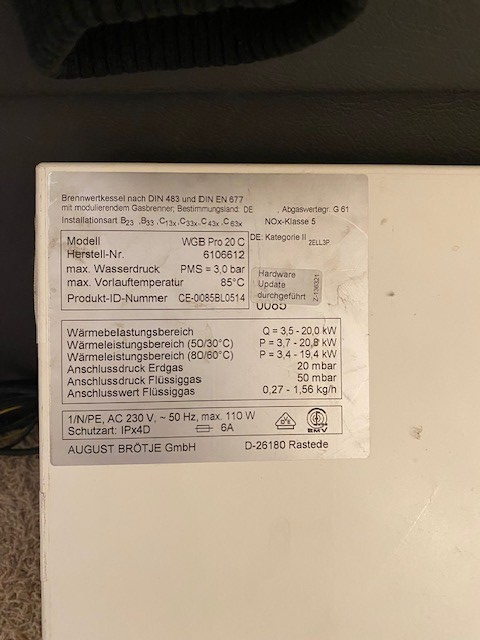 Brennwertkessel nach DIN 483 und DIN EN 677
mit modulierendem Gasbrenner; Bestimmungsland: DE , Abgaswertegr. G 61
Installationsart B23 ,B33 ,C13x,C33x,C43x,C63x NOx-Klasse 5
Modell WGB Pro 20 C
DE: Kategorie II 2ELL3P
Herstell-Nr. 6106612
max. Wasserdruck PMS = 3,0 bar
max. Vorlauftemperatur 85°C
Produkt-ID-Nummer CE-0085BL0514
Hardware
Update
durchgeführt
Z-136321
0085
Wärmebelastungsbereich Q = 3,5 - 20,0 kW
Wärmeleistungsbereich (50/30°C) P = 3,7 - 20,8 kW
Wärmeleistungsbereich (80/60°C) P = 3,4 - 19,4 kW
Anschlussdruck Erdgas 20 mbar
Anschlussdruck Flüssiggas 50 mbar
Anschlusswert Flüssiggas 0,27 - 1,56 kg/h
1/N/PE, AC 230 V, ~ 50 Hz, max. 110 W
Schutzart: IPx4D 6A
EMV
AUGUST BRÖTJE GmbH D-26180 Rastede